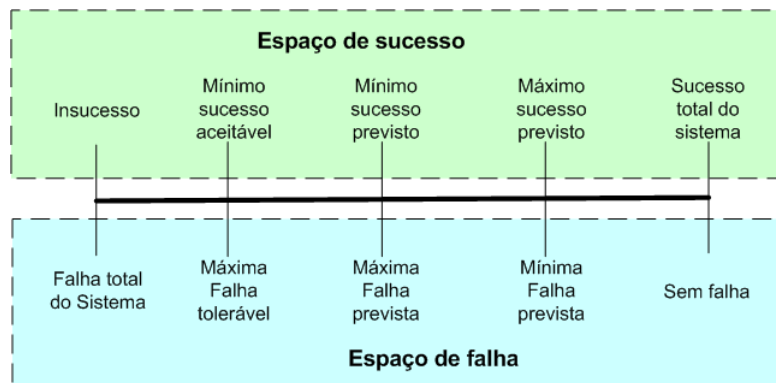 Espaço de sucesso
Insucesso
Mínimo
sucesso
aceitável
Mínimo
sucesso
previsto
Máximo
sucesso
previsto
Sucesso
total do
sistema
Falha total
do Sistema
Máxima
Falha
tolerável
Máxima
Falha
prevista
Mínima
Falha
prevista
Sem falha
Espaço de falha